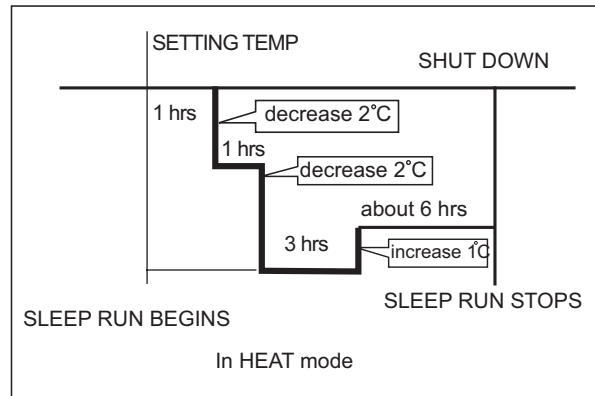 SETTING TEMP
SHUT DOWN
1 hrs
decrease 2°C
1 hrs
decrease 2°C
about 6 hrs
3 hrs
increase 1°C
SLEEP RUN STOPS
SLEEP RUN BEGINS
In HEAT mode